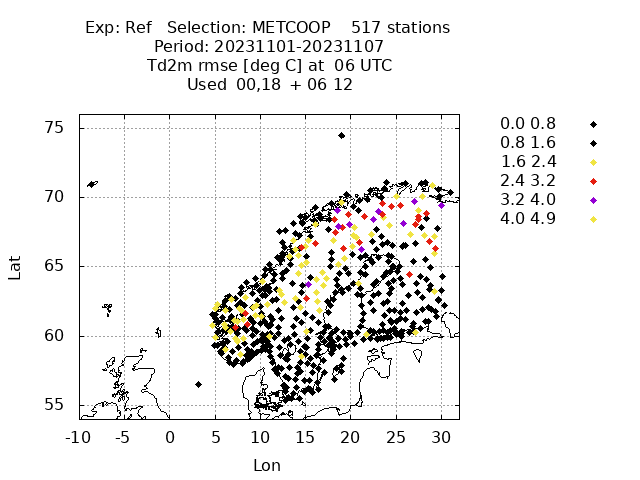 Exp: Ref   Selection: METCOOP    517 stations
Period: 20231101-20231107
Td2m rmse [deg C] at  06 UTC
Used  00,18  + 06 12
0.0 0.8
0.8 1.6
1.6 2.4
2.4 3.2
3.2 4.0
4.0 4.9
75
70
65
60
55
Lat
-10 -5 0 5 10 15 20 25 30
Lon